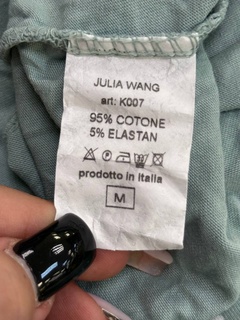 JULIA WANG
art: K007
95% COTONE
5% ELASTAN
prodotto in Italia
M